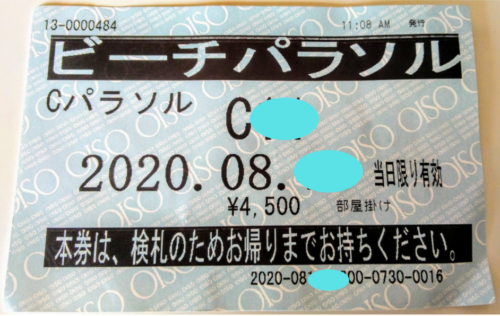 13-0000484 11:08 AM 発行
ビーチパラソル
Cパラソル C
2020.08. 当日限り有効
¥4,500 部屋掛け
本券は、検札のためお帰りまでお持ちください。
2020-08 00-0730-0016
OISO